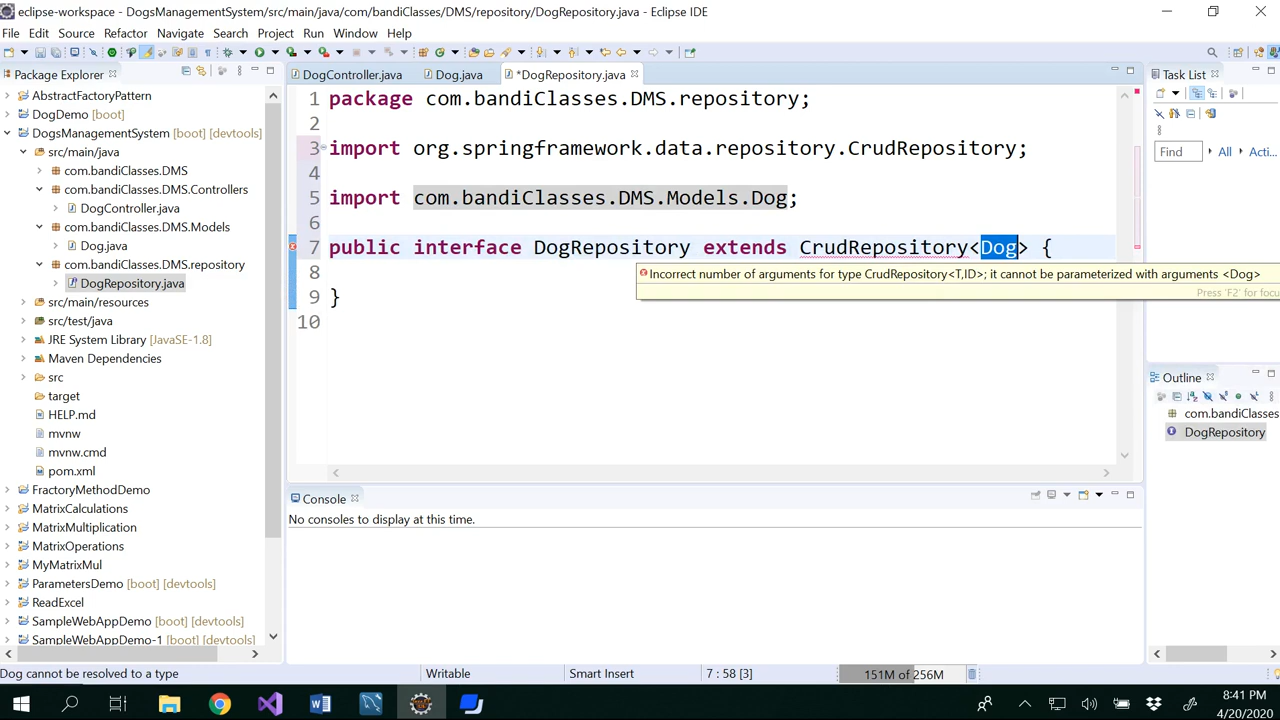 eclipse-workspace - DogsManagementSystem/src/main/java/com/bandiClasses/DMS/repository/DogRepository.java - Eclipse IDE
File Edit Source Refactor Navigate Search Project Run Window Help
Package Explorer
AbstractFactoryPattern
DogDemo [boot]
DogsManagementSystem [boot] [devtools]
src/main/java
com.bandiClasses.DMS
com.bandiClasses.DMS.Controllers
DogController.java
com.bandiClasses.DMS.Models
Dog.java
com.bandiClasses.DMS.repository
DogRepository.java
src/main/resources
src/test/java
JRE System Library [JavaSE-1.8]
Maven Dependencies
src
target
HELP.md
mvnw
mvnw.cmd
pom.xml
FractoryMethodDemo
MatrixCalculations
MatrixMultiplication
MatrixOperations
MyMatrixMul
ParametersDemo [boot] [devtools]
ReadExcel
SampleWebAppDemo [boot] [devtools]
SampleWebAppDemo-1 [boot] [devtools]
DogController.java Dog.java *DogRepository.java
1 package com.bandiClasses.DMS.repository;
2
3 import org.springframework.data.repository.CrudRepository;
4
5 import com.bandiClasses.DMS.Models.Dog;
6
7 public interface DogRepository extends CrudRepository<Dog> {
Incorrect number of arguments for type CrudRepository<T,ID>; it cannot be parameterized with arguments <Dog>
Press 'F2' for focu
8
9 }
10
Console
No consoles to display at this time.
Task List
Find All Acti...
Outline
com.bandiClasses
DogRepository
Dog cannot be resolved to a type Writable Smart Insert 7 : 58 [3] 151M of 256M
8:41 PM
4/20/2020